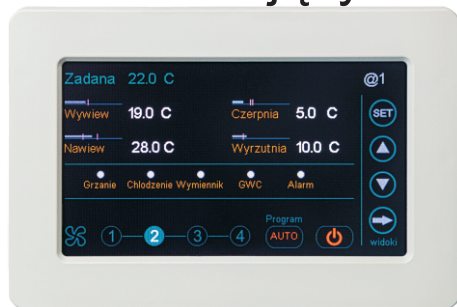 Zadana 22.0 C @1
Wywiew 19.0 C Czerpnia 5.0 C SET
Nawiew 28.0 C Wyrzutnia 10.0 C
Grzanie Chlodzenie Wymiennik GWC Alarm
Program
1 2 3 4 AUTO widoki